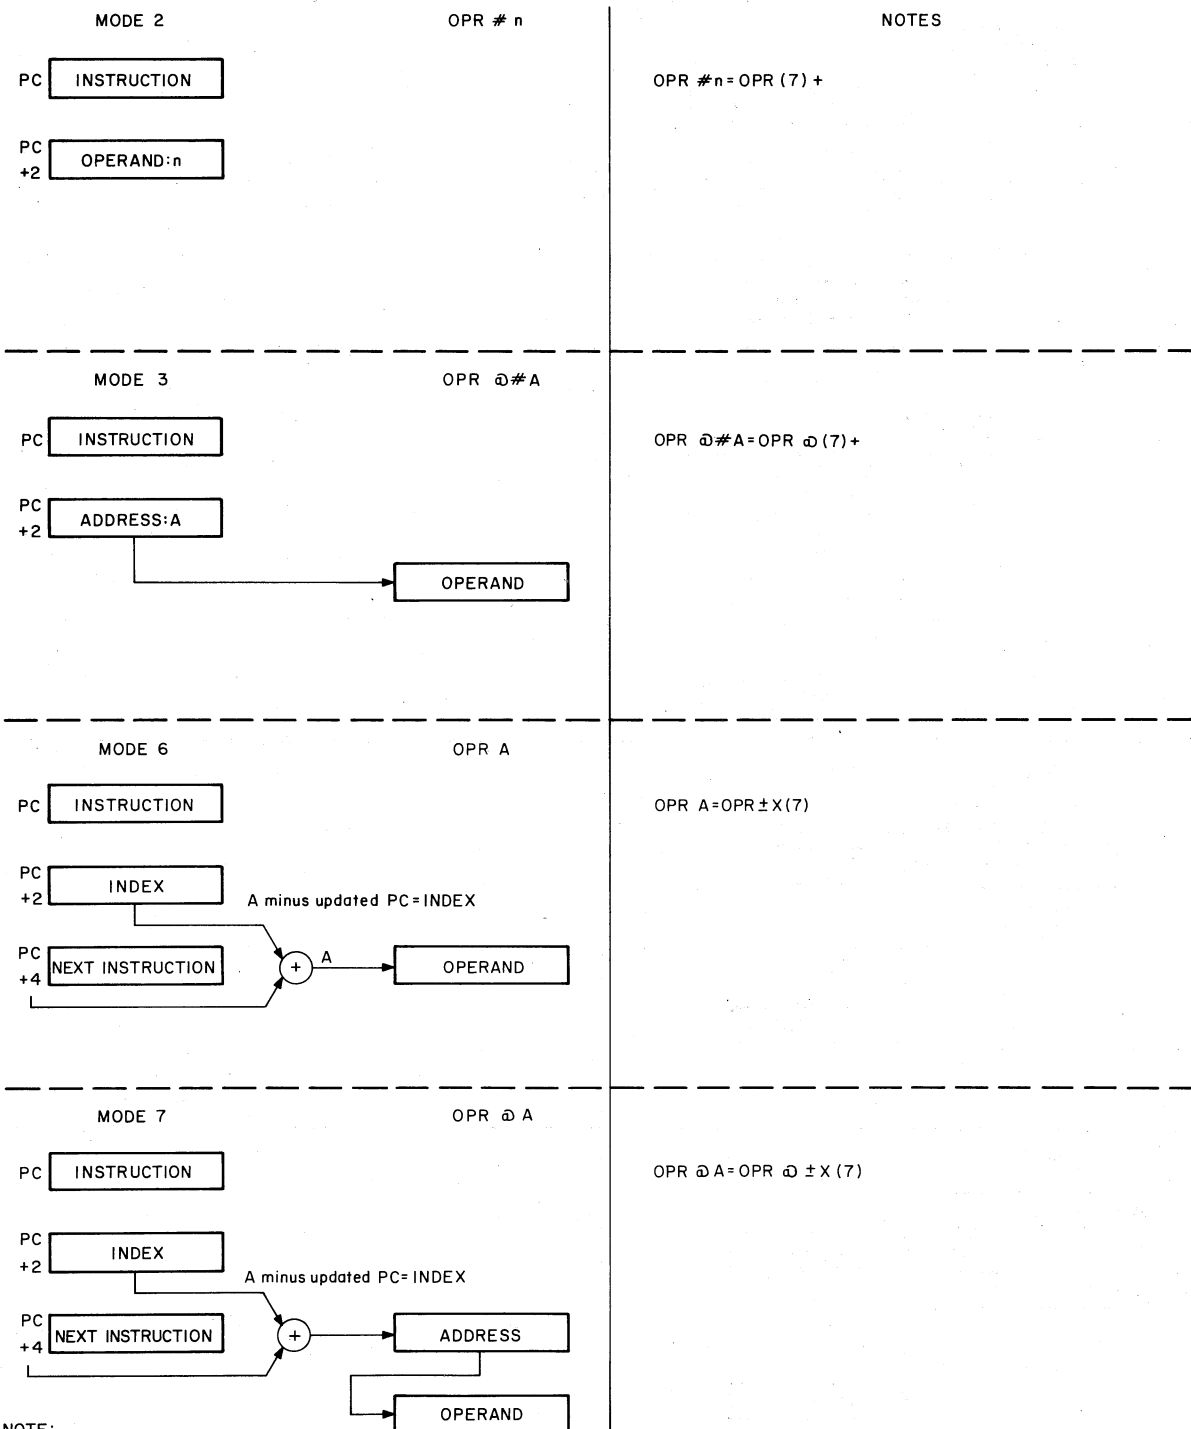 MODE 2 OPR # n NOTES
PC INSTRUCTION OPR #n=OPR (7)+
PC
+2 OPERAND:n
MODE 3 OPR @#A
PC INSTRUCTION OPR @#A=OPR @(7)+
PC
+2 ADDRESS:A
OPERAND
MODE 6 OPR A
PC INSTRUCTION OPR A=OPR±X(7)
PC
+2 INDEX
A minus updated PC=INDEX
PC
+4 NEXT INSTRUCTION + A OPERAND
MODE 7 OPR @ A
PC INSTRUCTION OPR @ A=OPR @ ±X(7)
PC
+2 INDEX
A minus updated PC=INDEX
PC
+4 NEXT INSTRUCTION + ADDRESS
OPERAND
NOTE: